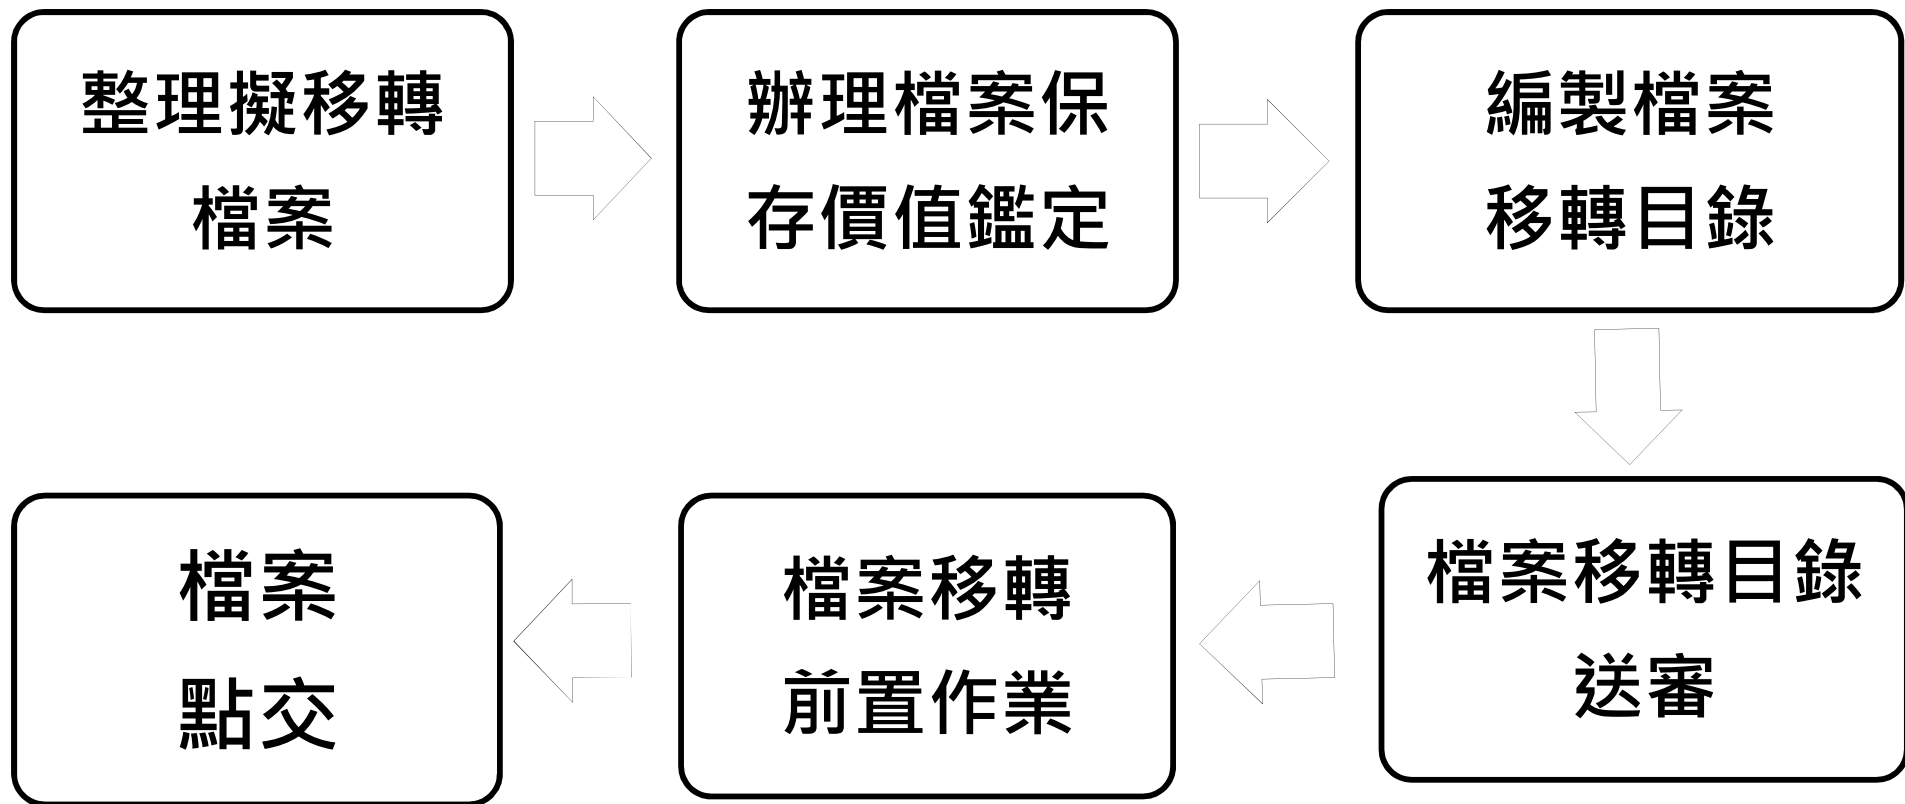 整理擬移轉
檔案
辦理檔案保
存價值鑑定
編製檔案
移轉目錄
檔案移轉目錄
送審
檔案移轉
前置作業
檔案
點交